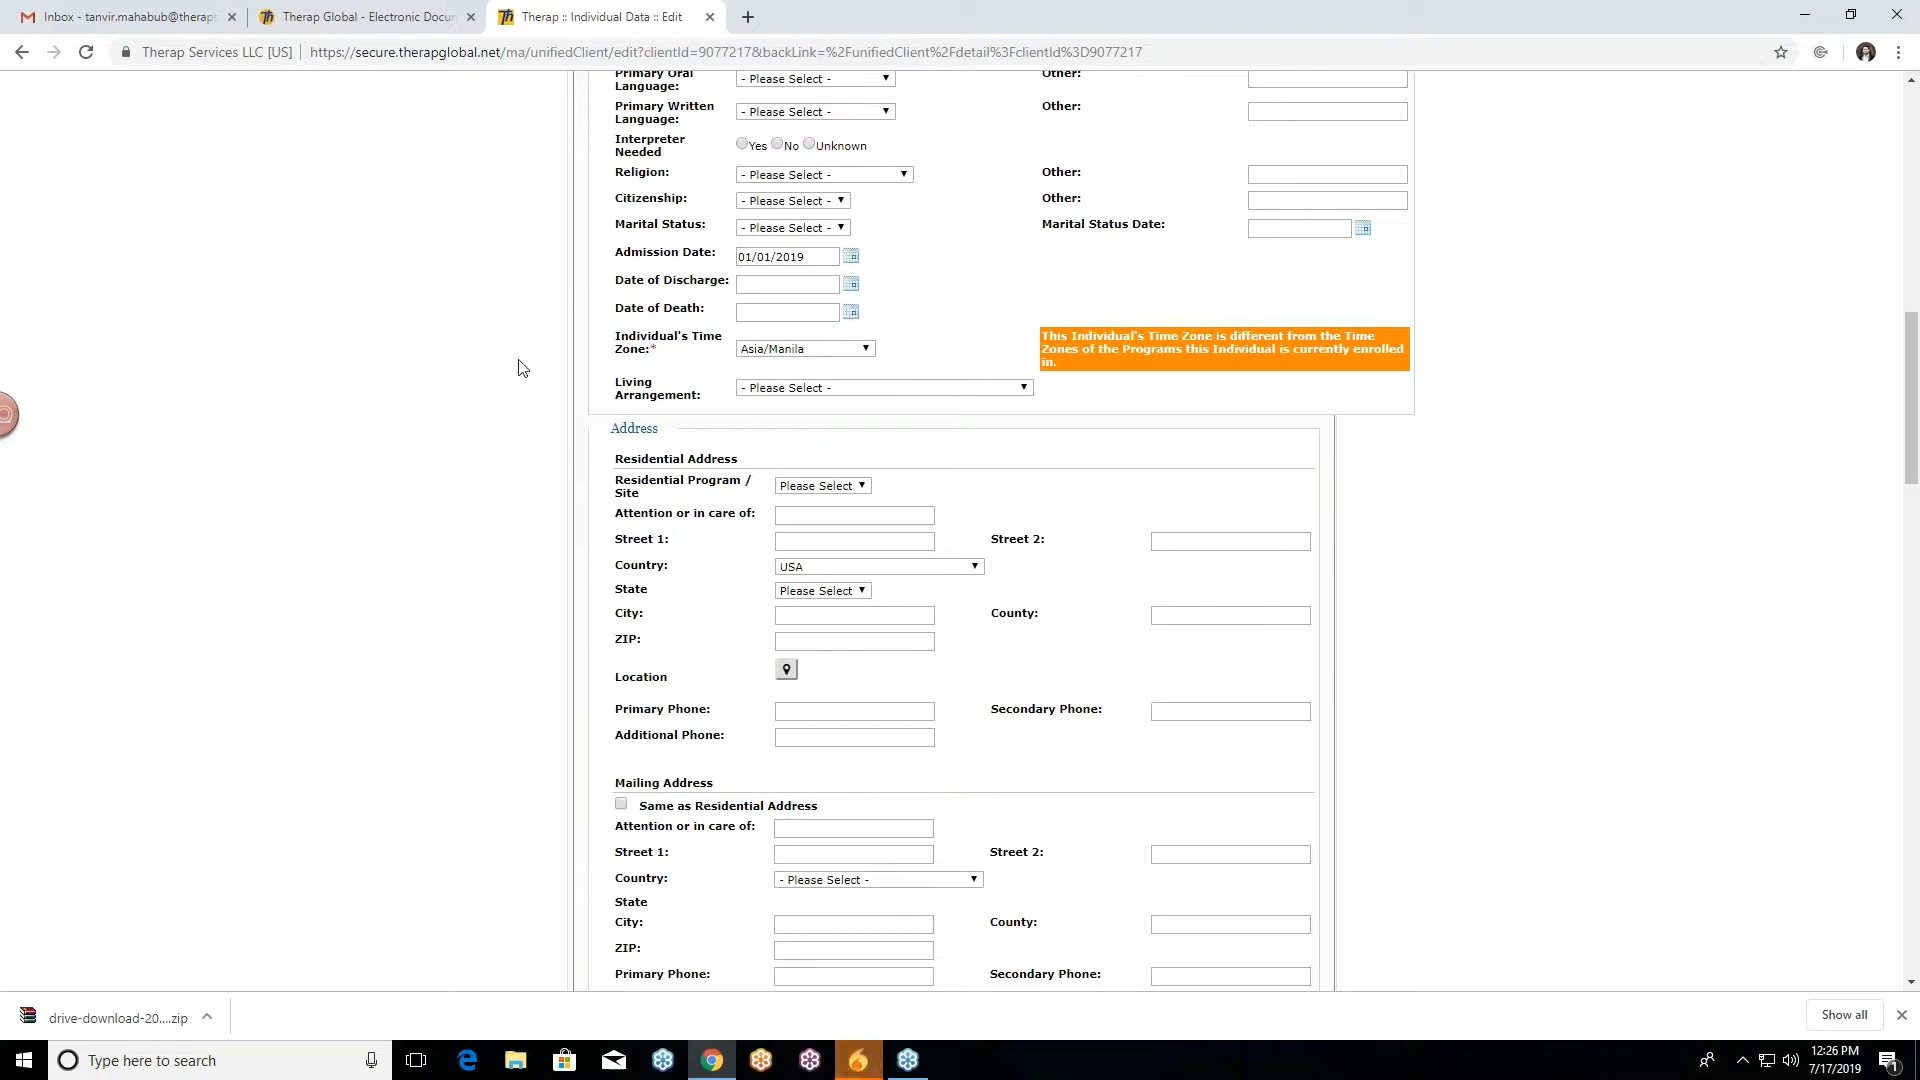 Inbox - tanvir.mahabub@theraps
Therap Global - Electronic Docun
Therap :: Individual Data :: Edit
Therap Services LLC [US]
https://secure.therapglobal.net/ma/unifiedClient/edit?clientId=9077217&backLink=%2FunifiedClient%2Fdetail%3FclientId%3D9077217
Primary Oral
Language:
- Please Select -
Other:
Primary Written
Language:
- Please Select -
Other:
Interpreter
Needed
Yes No Unknown
Religion:
- Please Select -
Other:
Citizenship:
- Please Select -
Other:
Marital Status:
- Please Select -
Marital Status Date:
Admission Date:
01/01/2019
Date of Discharge:
Date of Death:
Individual's Time
Zone:*
Asia/Manila
This Individual's Time Zone is different from the Time
Zones of the Programs this Individual is currently enrolled
in.
Living
Arrangement:
- Please Select -
Address
Residential Address
Residential Program /
Site
Please Select
Attention or in care of:
Street 1:
Street 2:
Country:
USA
State
Please Select
City:
County:
ZIP:
Location
Primary Phone:
Secondary Phone:
Additional Phone:
Mailing Address
Same as Residential Address
Attention or in care of:
Street 1:
Street 2:
Country:
- Please Select -
State
City:
County:
ZIP:
Primary Phone:
Secondary Phone:
drive-download-20....zip
Show all
Type here to search
12:26 PM
7/17/2019
1